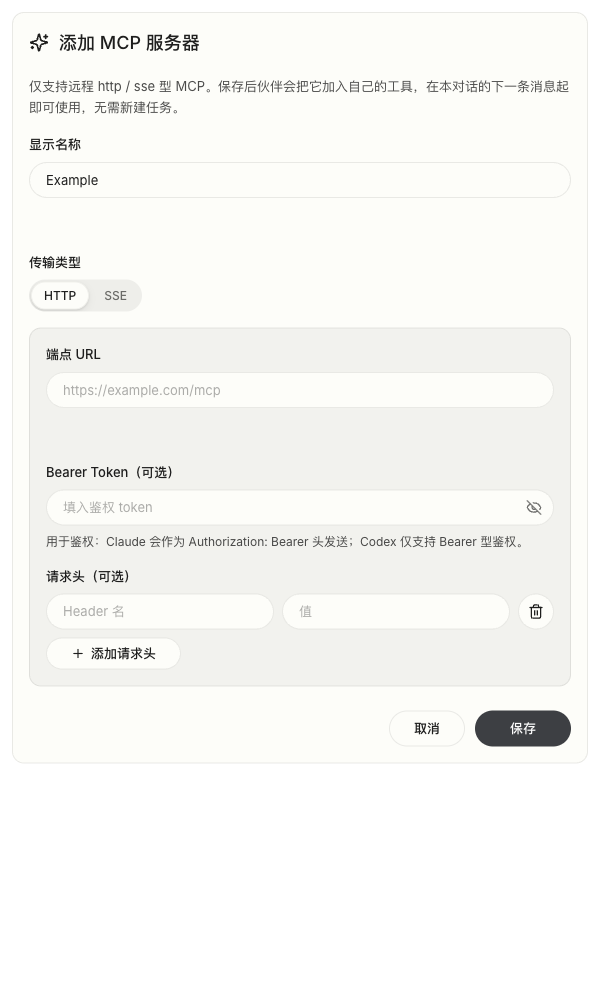 添加 MCP 服务器
仅支持远程 http / sse 型 MCP。保存后伙伴会把它加入自己的工具，在本对话的下一条消息起
即可使用，无需新建任务。
显示名称
Example
传输类型
HTTP SSE
端点 URL
https://example.com/mcp
Bearer Token（可选）
填入鉴权 token
用于鉴权：Claude 会作为 Authorization: Bearer 头发送；Codex 仅支持 Bearer 型鉴权。
请求头（可选）
Header 名 值
添加请求头
取消 保存